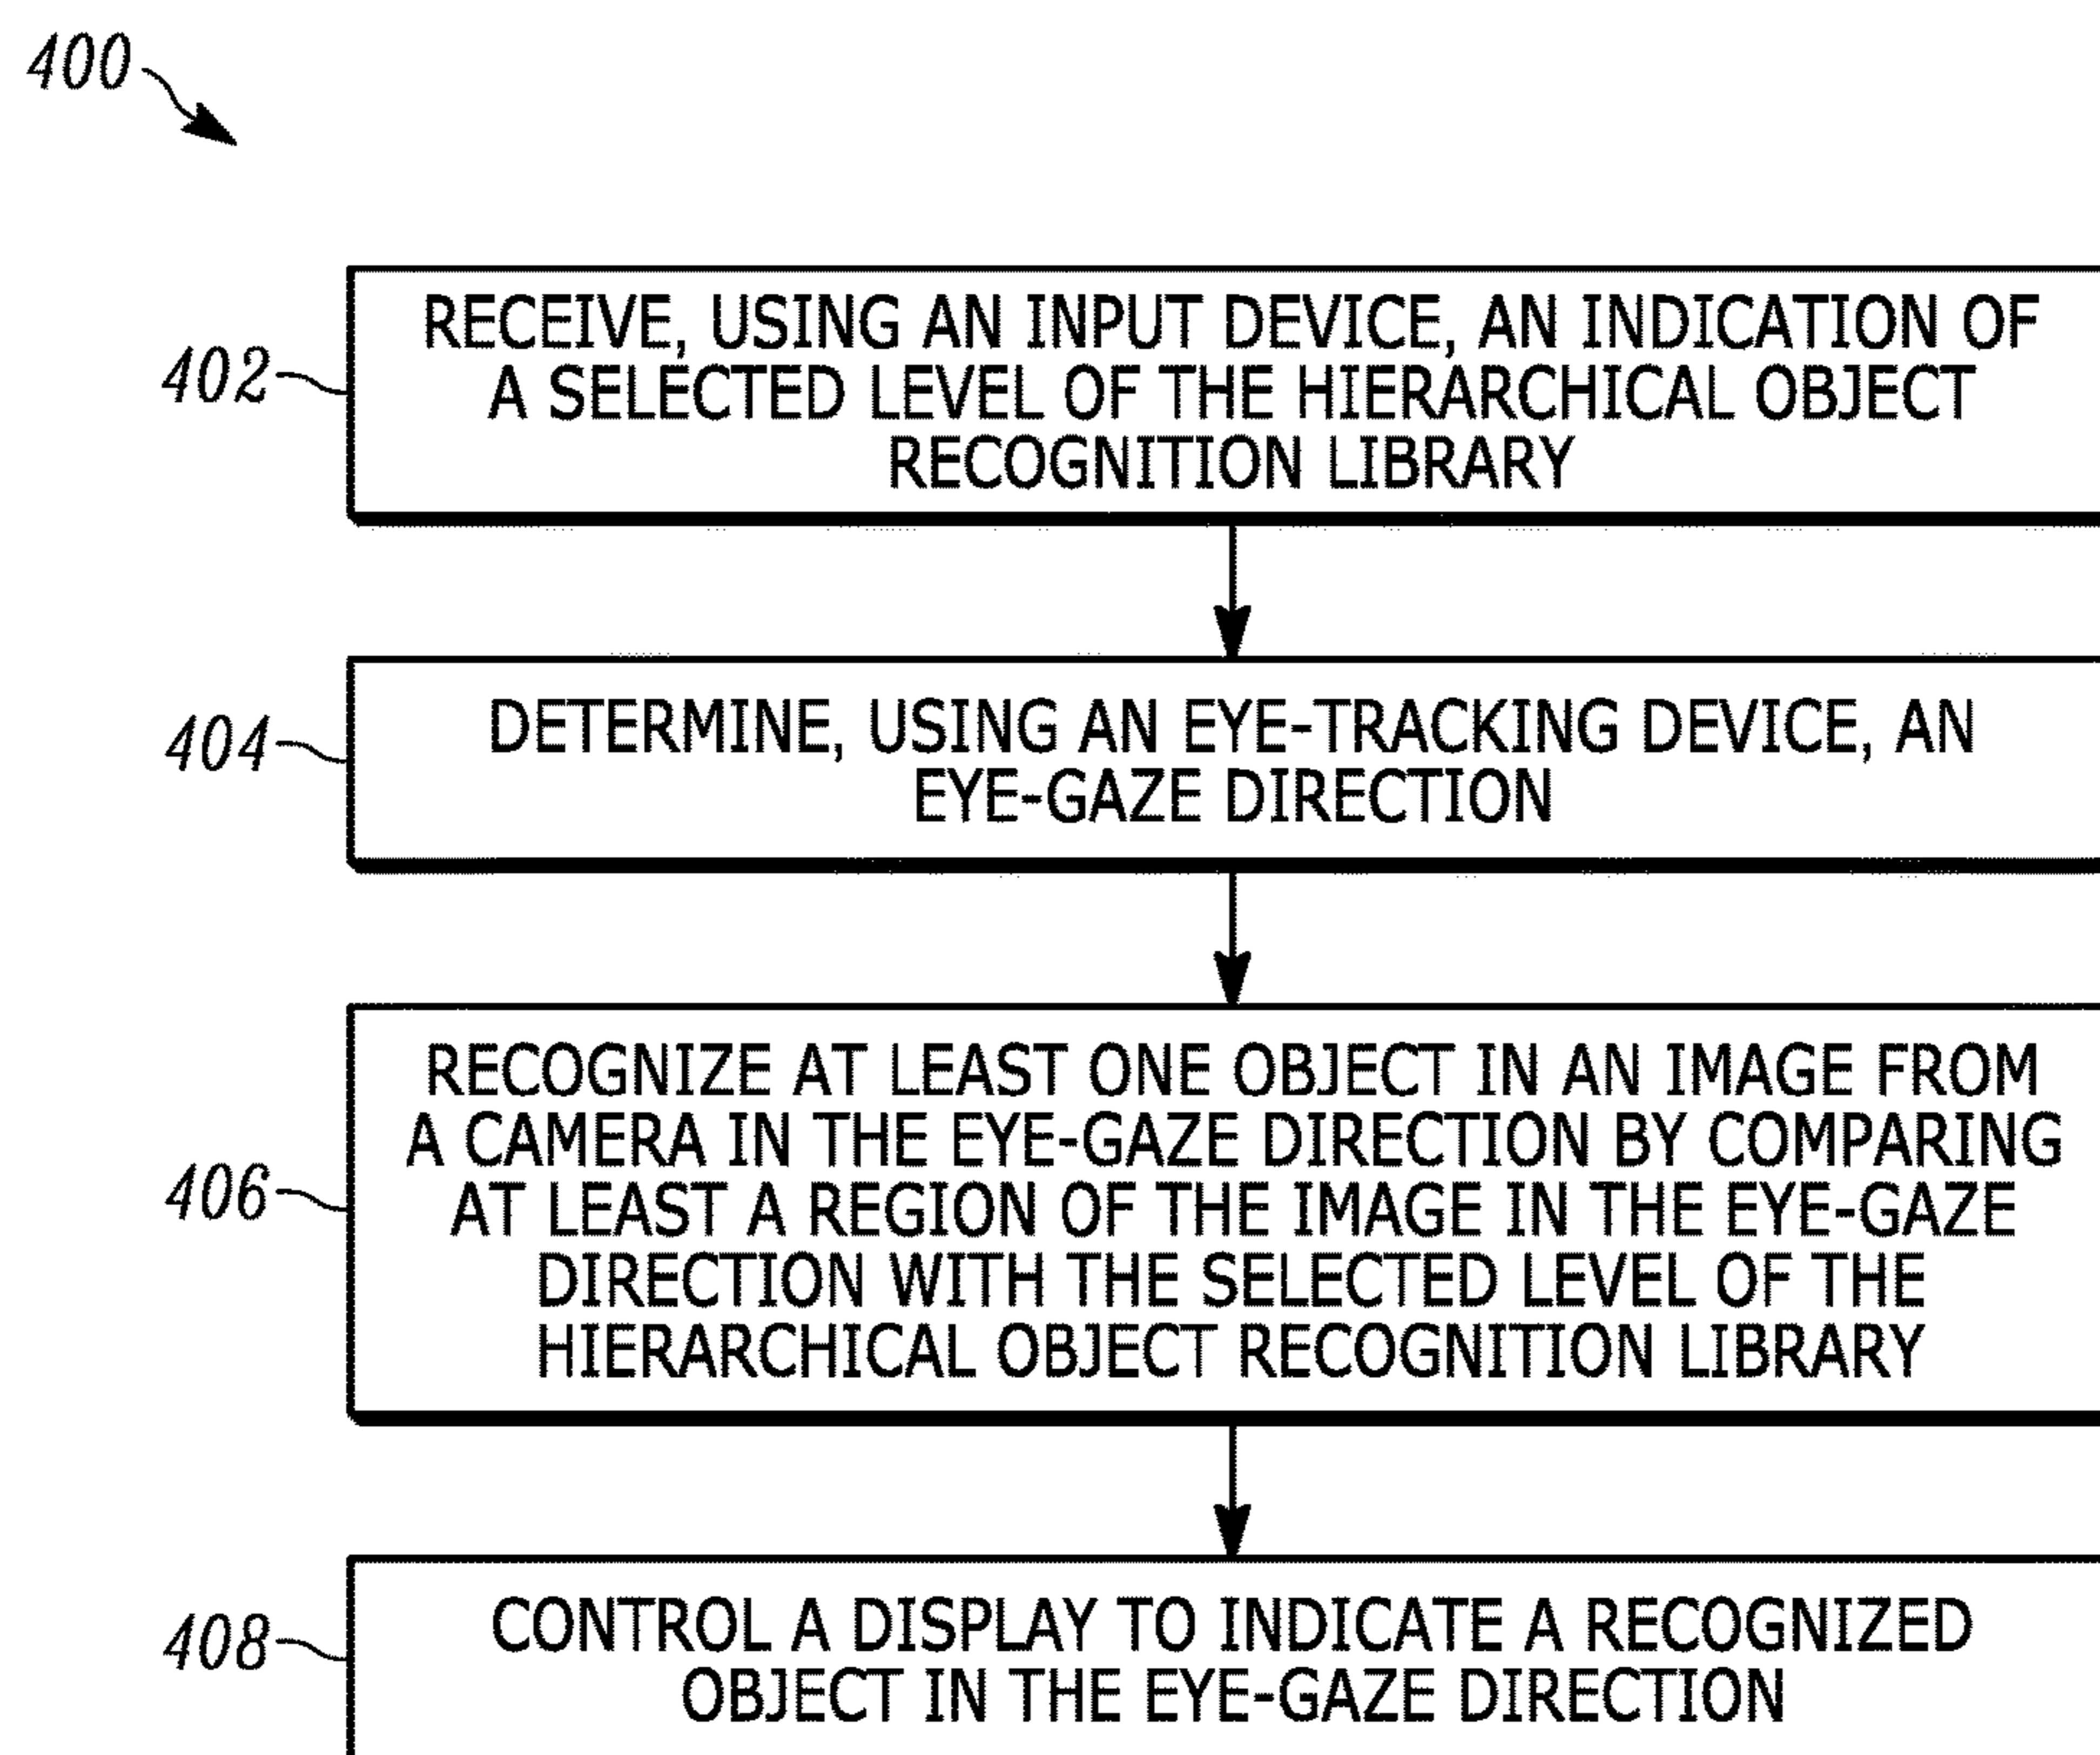 400
402
RECEIVE, USING AN INPUT DEVICE, AN INDICATION OF
A SELECTED LEVEL OF THE HIERARCHICAL OBJECT
RECOGNITION LIBRARY
404
DETERMINE, USING AN EYE-TRACKING DEVICE, AN
EYE-GAZE DIRECTION
406
RECOGNIZE AT LEAST ONE OBJECT IN AN IMAGE FROM
A CAMERA IN THE EYE-GAZE DIRECTION BY COMPARING
AT LEAST A REGION OF THE IMAGE IN THE EYE-GAZE
DIRECTION WITH THE SELECTED LEVEL OF THE
HIERARCHICAL OBJECT RECOGNITION LIBRARY
408
CONTROL A DISPLAY TO INDICATE A RECOGNIZED
OBJECT IN THE EYE-GAZE DIRECTION